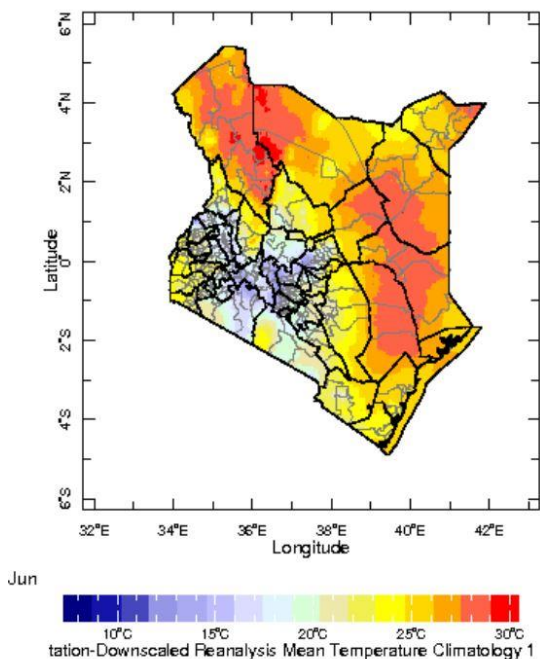 6°N
4°N
2°N
Latitude
0°
2°S
4°S
6°S
32°E 34°E 36°E 38°E 40°E 42°E
Longitude
Jun
10°C 15°C 20°C 25°C 30°C
tation-Downscaled Reanalysis Mean Temperature Climatology 1